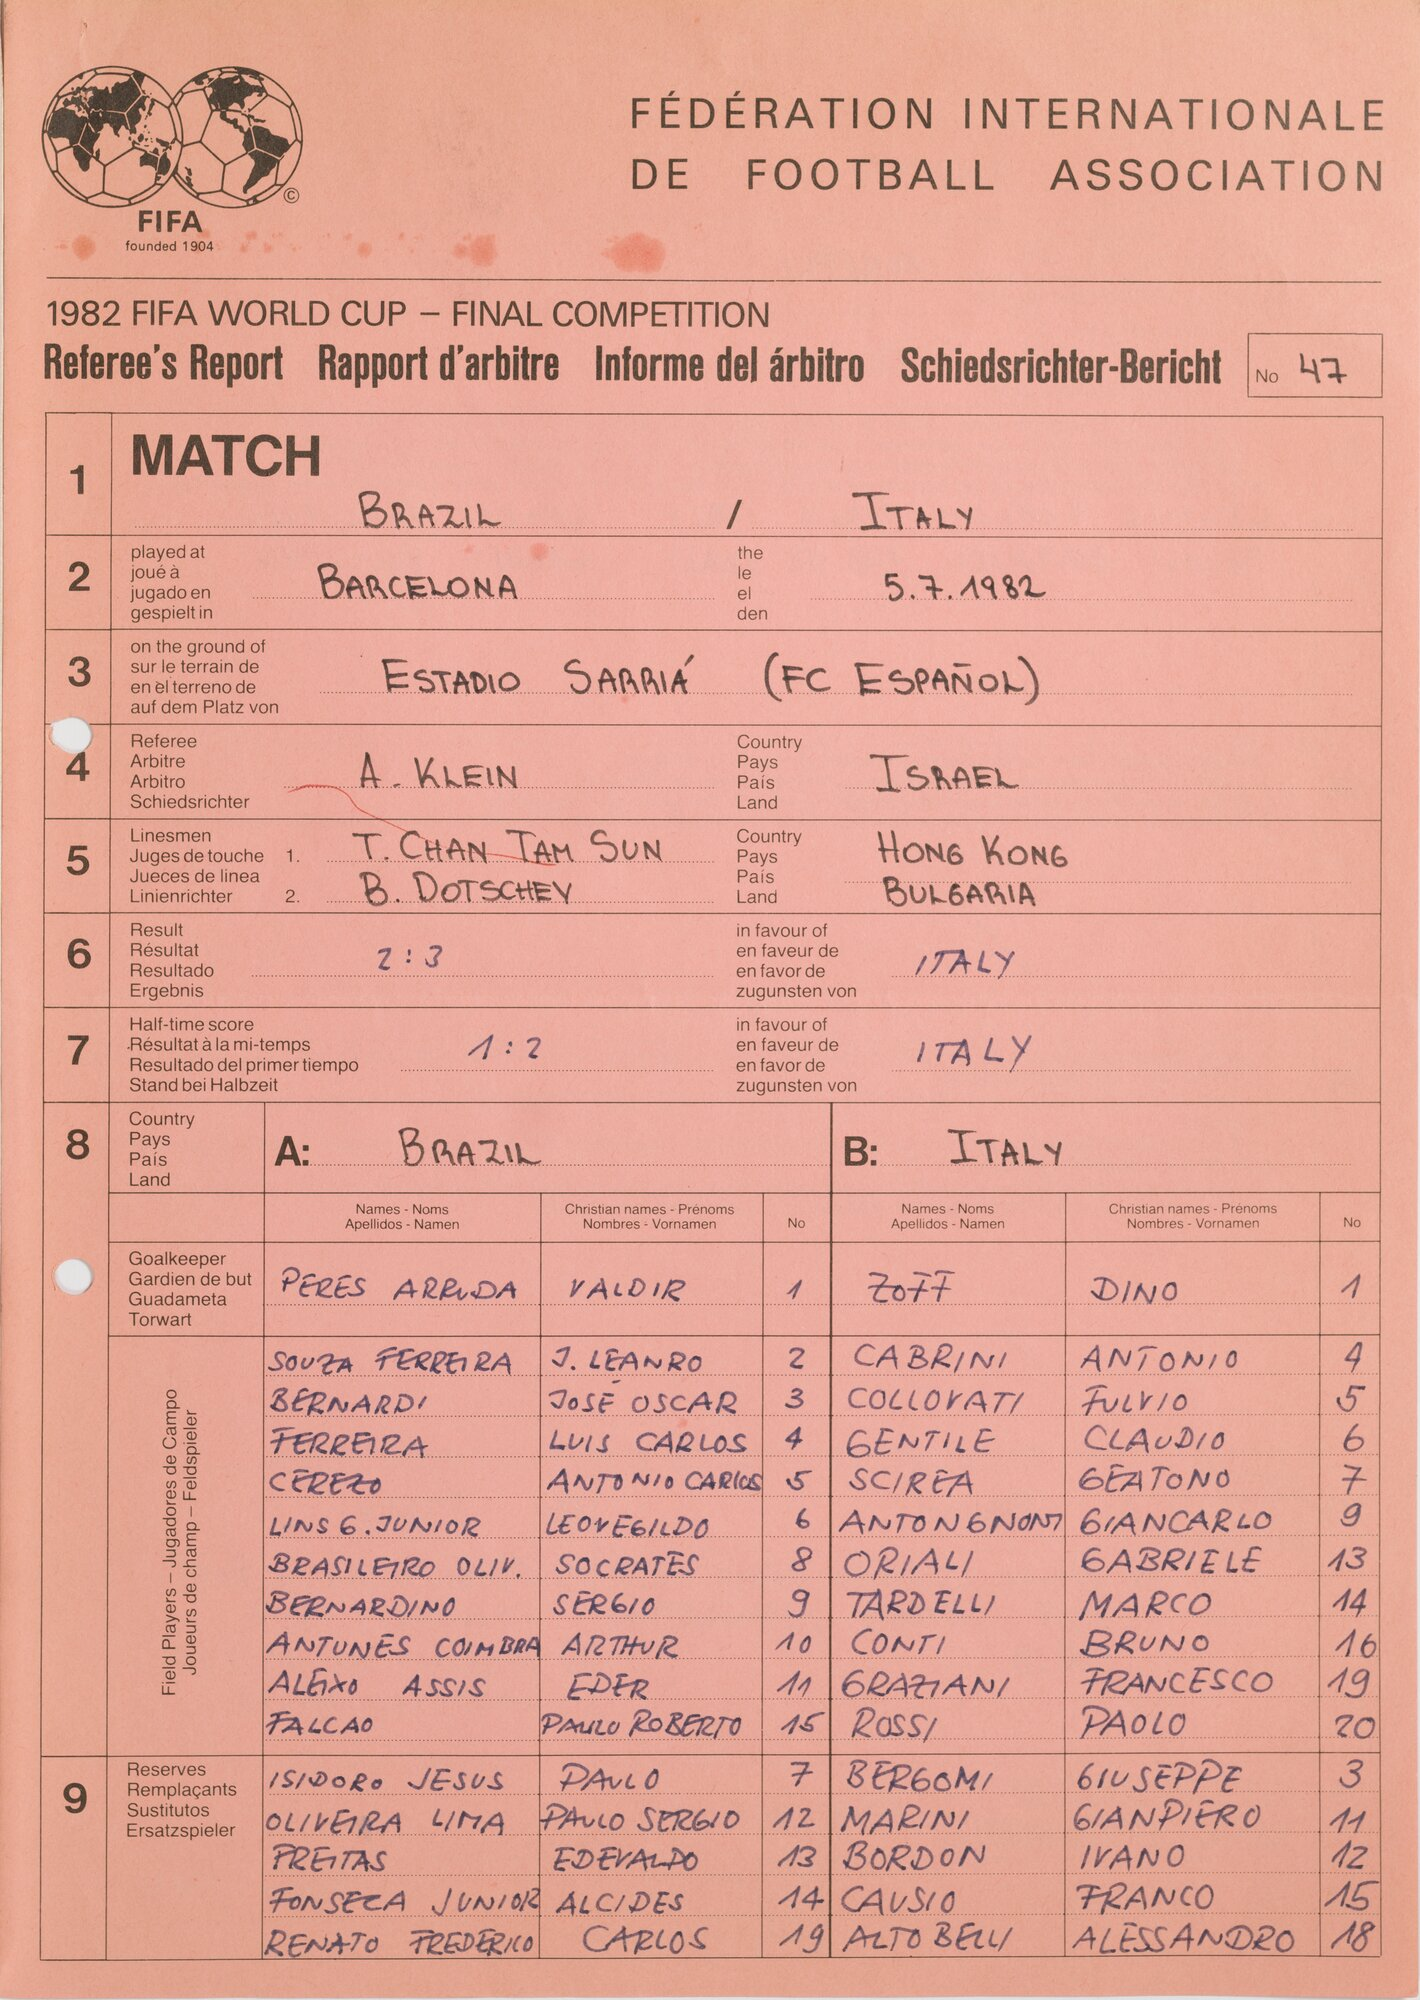 FÉDÉRATION INTERNATIONALE
DE FOOTBALL ASSOCIATION
©
FIFA
founded 1904
1982 FIFA WORLD CUP – FINAL COMPETITION
Referee's Report Rapport d'arbitre Informe del árbitro Schiedsrichter-Bericht No 47
1 MATCH
BRAZIL / ITALY
2 played at
joué à
jugado en
gespielt in
BARCELONA
the
le
el
den
5.7.1982
3 on the ground of
sur le terrain de
en el terreno de
auf dem Platz von
ESTADIO SARRIÁ (FC ESPAÑOL)
4 Referee
Arbitre
Arbitro
Schiedsrichter
A. KLEIN
Country
Pays
País
Land
ISRAEL
5 Linesmen
Juges de touche
Jueces de linea
Linienrichter
1. T. CHAN TAM SUN
2. B. DOTSCHEV
Country
Pays
País
Land
HONG KONG
BULGARIA
6 Result
Résultat
Resultado
Ergebnis
2:3
in favour of
en faveur de
en favor de
zugunsten von
ITALY
7 Half-time score
Résultat à la mi-temps
Resultado del primer tiempo
Stand bei Halbzeit
1:2
in favour of
en faveur de
en favor de
zugunsten von
ITALY
8 Country
Pays
País
Land
A: BRAZIL B: ITALY
Names - Noms
Apellidos - Namen
Christian names - Prénoms
Nombres - Vornamen
No
Names - Noms
Apellidos - Namen
Christian names - Prénoms
Nombres - Vornamen
No
Goalkeeper
Gardien de but
Guadameta
Torwart
PERES ARRUDA VALDIR 1 ZOFF DINO 1
Field Players – Jugadores de Campo
Joueurs de champ – Feldspieler
SOUZA FERREIRA J. LEANRO 2 CABRINI ANTONIO 4
BERNARDI JOSÉ OSCAR 3 COLLOVATI FULVIO 5
FERREIRA LUIS CARLOS 4 GENTILE CLAUDIO 6
CEREZO ANTONIO CARLOS 5 SCIREA GEATONO 7
LINS G. JUNIOR LEOVEGILDO 6 ANTONGNONI GIANCARLO 9
BRASILEIRO OLIV. SOCRATES 8 ORIALI GABRIELE 13
BERNARDINO SERGIO 9 TARDELLI MARCO 14
ANTUNES COIMBRA ARTHUR 10 CONTI BRUNO 16
ALEIXO ASSIS EDER 11 GRAZIANI FRANCESCO 19
FALCAO PAULO ROBERTO 15 ROSSI PAOLO 20
9 Reserves
Remplaçants
Sustitutos
Ersatzspieler
ISIDORO JESUS PAULO 7 BERGOMI GIUSEPPE 3
OLIVEIRA LIMA PAULO SERGIO 12 MARINI GIANPIERO 11
FREITAS EDEVALDO 13 BORDON IVANO 12
FONSECA JUNIOR ALCIDES 14 CAUSIO FRANCO 15
RENATO FREDERICO CARLOS 19 ALTOBELLI ALESSANDRO 18